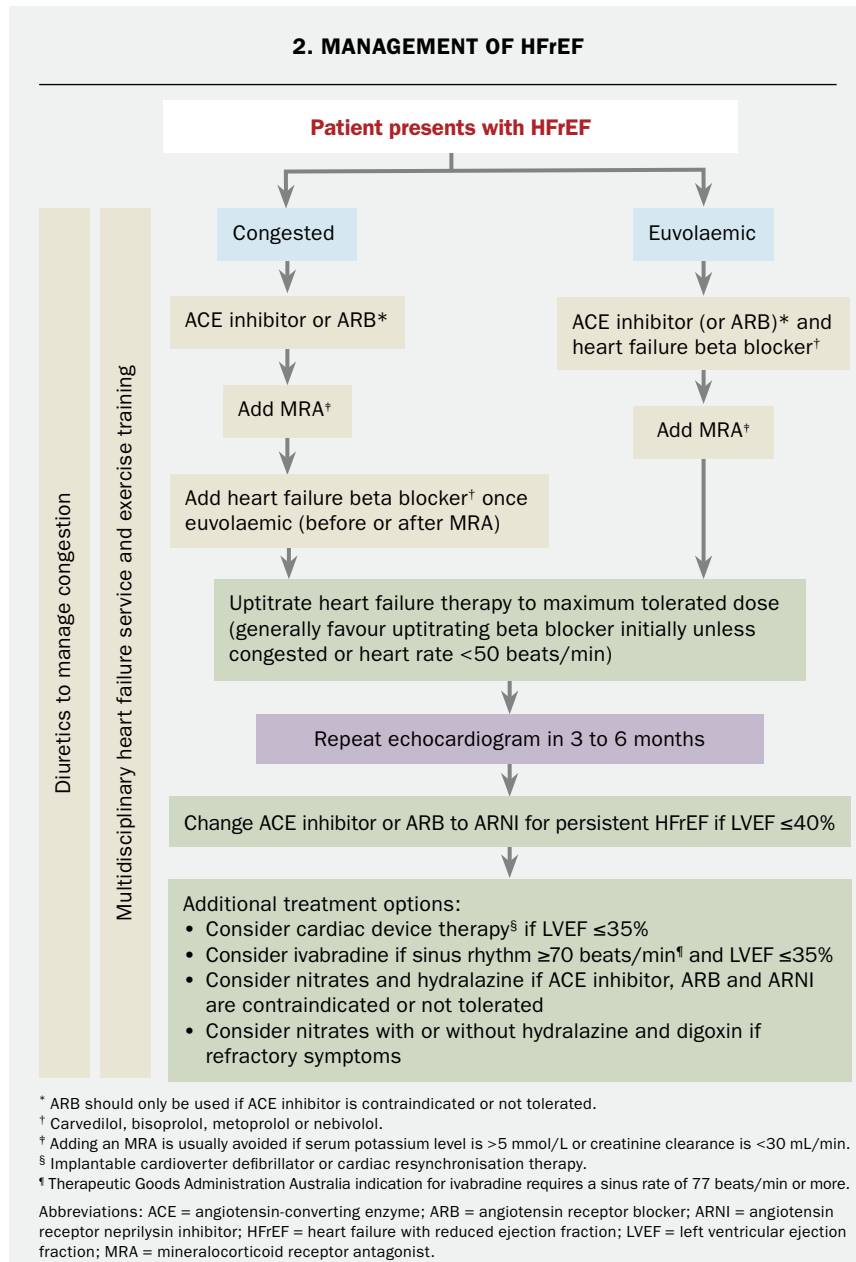 2. MANAGEMENT OF HFrEF
Patient presents with HFrEF
Diuretics to manage congestion
Multidisciplinary heart failure service and exercise training
Congested
ACE inhibitor or ARB*
Add MRA‡
Add heart failure beta blocker† once
euvolaemic (before or after MRA)
Euvolaemic
ACE inhibitor (or ARB)* and
heart failure beta blocker†
Add MRA‡
Uptitrate heart failure therapy to maximum tolerated dose
(generally favour uptitrating beta blocker initially unless
congested or heart rate <50 beats/min)
Repeat echocardiogram in 3 to 6 months
Change ACE inhibitor or ARB to ARNI for persistent HFrEF if LVEF ≤40%
Additional treatment options:
• Consider cardiac device therapy§ if LVEF ≤35%
• Consider ivabradine if sinus rhythm ≥70 beats/min¶ and LVEF ≤35%
• Consider nitrates and hydralazine if ACE inhibitor, ARB and ARNI
are contraindicated or not tolerated
• Consider nitrates with or without hydralazine and digoxin if
refractory symptoms
* ARB should only be used if ACE inhibitor is contraindicated or not tolerated.
† Carvedilol, bisoprolol, metoprolol or nebivolol.
‡ Adding an MRA is usually avoided if serum potassium level is >5 mmol/L or creatinine clearance is <30 mL/min.
§ Implantable cardioverter defibrillator or cardiac resynchronisation therapy.
¶ Therapeutic Goods Administration Australia indication for ivabradine requires a sinus rate of 77 beats/min or more.
Abbreviations: ACE = angiotensin-converting enzyme; ARB = angiotensin receptor blocker; ARNI = angiotensin
receptor neprilysin inhibitor; HFrEF = heart failure with reduced ejection fraction; LVEF = left ventricular ejection
fraction; MRA = mineralocorticoid receptor antagonist.